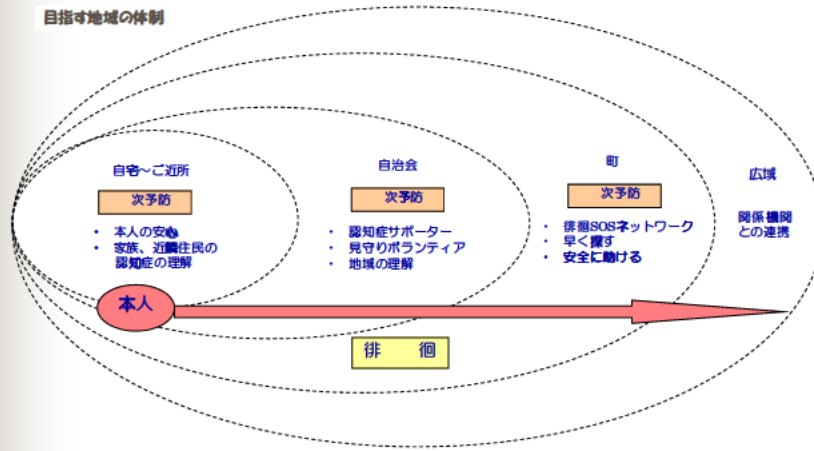 目指す地域の体制
自宅～ご近所
次予防
・ 本人の安心
・ 家族、近隣住民の
認知症の理解
自治会
次予防
・ 認知症サポーター
・ 見守りボランティア
・ 地域の理解
町
次予防
・ 徘徊SOSネットワーク
・ 早く探す
・ 安全に助ける
広域
関係機関
との連携
本人
徘　徊